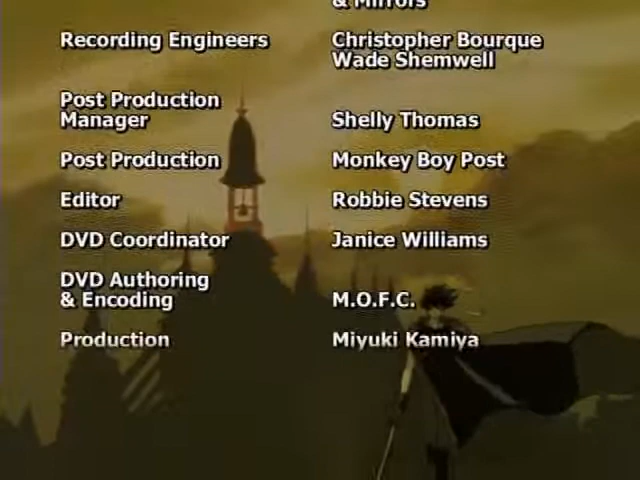 & Mirrors
Recording Engineers Christopher Bourque
Wade Shemwell
Post Production
Manager Shelly Thomas
Post Production Monkey Boy Post
Editor Robbie Stevens
DVD Coordinator Janice Williams
DVD Authoring
& Encoding M.O.F.C.
Production Miyuki Kamiya